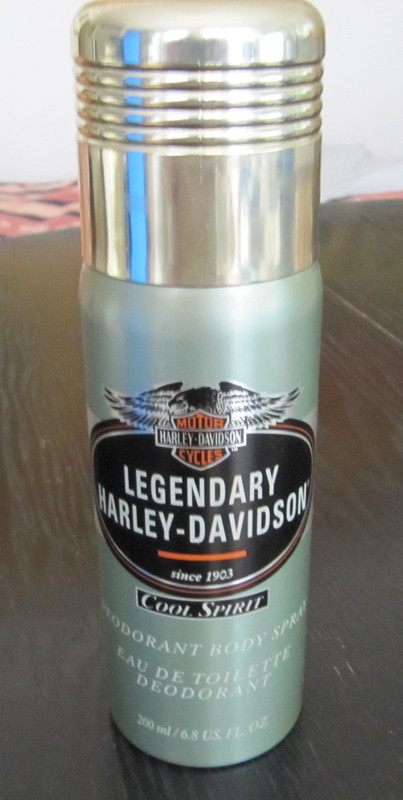 MOTOR
HARLEY-DAVIDSON
CYCLES
LEGENDARY
HARLEY-DAVIDSON
since 1903
COOL SPIRIT
DEODORANT BODY SPRAY
EAU DE TOILETTE
DEODORANT
200 ml / 6.8 US. FL. OZ.